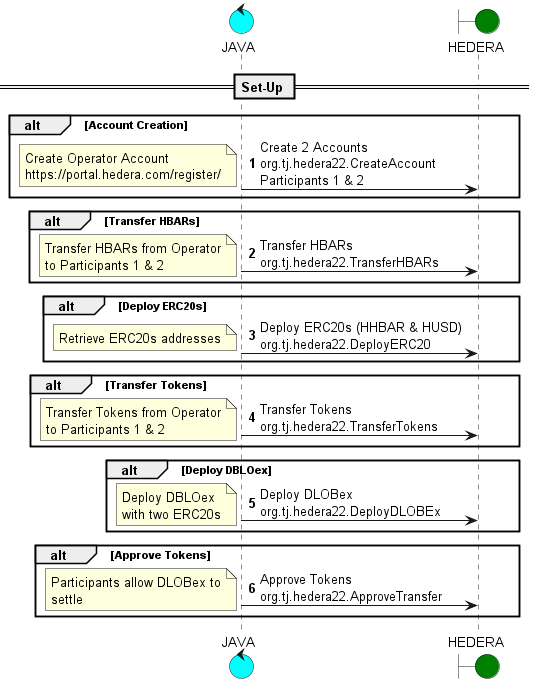 JAVA
HEDERA
Set-Up
alt [Account Creation]
Create Operator Account
https://portal.hedera.com/register/
1
Create 2 Accounts
org.tj.hedera22.CreateAccount
Participants 1 & 2
alt [Transfer HBARs]
Transfer HBARs from Operator
to Participants 1 & 2
2
Transfer HBARs
org.tj.hedera22.TransferHBARs
alt [Deploy ERC20s]
Retrieve ERC20s addresses
3
Deploy ERC20s (HHBAR & HUSD)
org.tj.hedera22.DeployERC20
alt [Transfer Tokens]
Transfer Tokens from Operator
to Participants 1 & 2
4
Transfer Tokens
org.tj.hedera22.TransferTokens
alt [Deploy DBLOex]
Deploy DBLOex
with two ERC20s
5
Deploy DLOBex
org.tj.hedera22.DeployDLOBEx
alt [Approve Tokens]
Participants allow DLOBex to
settle
6
Approve Tokens
org.tj.hedera22.ApproveTransfer
JAVA
HEDERA